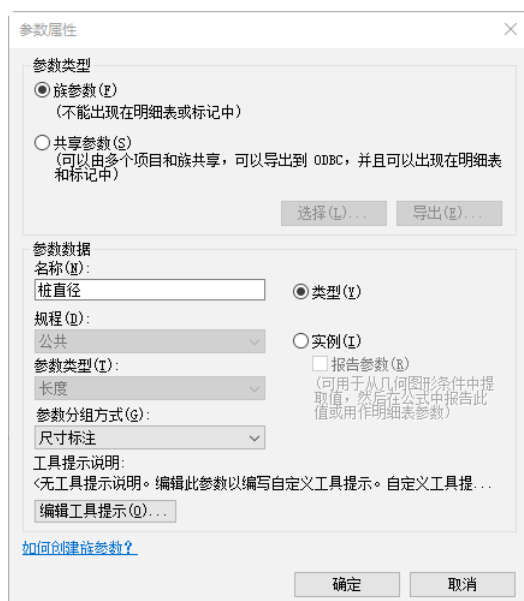 参数属性
参数类型
族参数(F)
(不能出现在明细表或标记中)
共享参数(S)
(可以由多个项目和族共享，可以导出到 ODBC，并且可以出现在明细表
和标记中)
选择(L)... 导出(E)...
参数数据
名称(N):
桩直径
类型(Y)
规程(D):
公共
实例(I)
报告参数(R)
(可用于从几何图形条件中提
取值，然后在公式中报告此
值或用作明细表参数)
参数类型(T):
长度
参数分组方式(G):
尺寸标注
工具提示说明:
<无工具提示说明。编辑此参数以编写自定义工具提示。自定义工具提...
编辑工具提示(O)...
如何创建族参数？
确定 取消